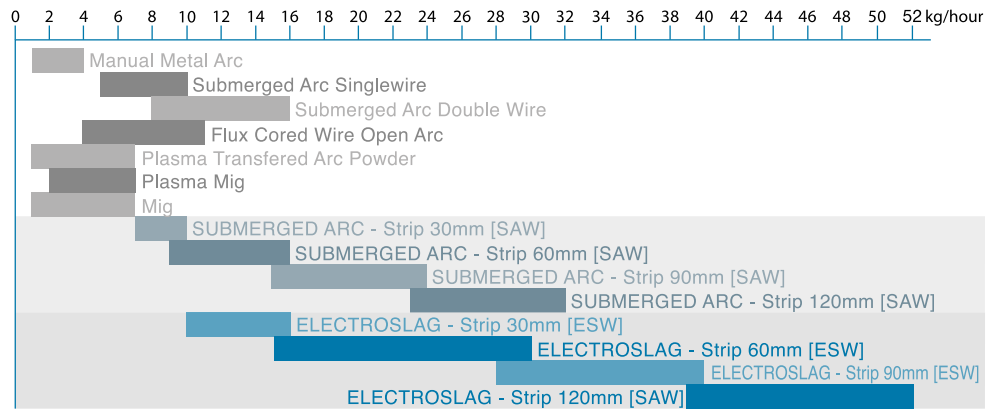 0 2 4 6 8 10 12 14 16 18 20 22 24 26 28 30 32 34 36 38 40 42 44 46 48 50 52 kg/hour
Manual Metal Arc
Submerged Arc Singlewire
Submerged Arc Double Wire
Flux Cored Wire Open Arc
Plasma Transfered Arc Powder
Plasma Mig
Mig
SUBMERGED ARC - Strip 30mm [SAW]
SUBMERGED ARC - Strip 60mm [SAW]
SUBMERGED ARC - Strip 90mm [SAW]
SUBMERGED ARC - Strip 120mm [SAW]
ELECTROSLAG - Strip 30mm [ESW]
ELECTROSLAG - Strip 60mm [ESW]
ELECTROSLAG - Strip 90mm [ESW]
ELECTROSLAG - Strip 120mm [SAW]